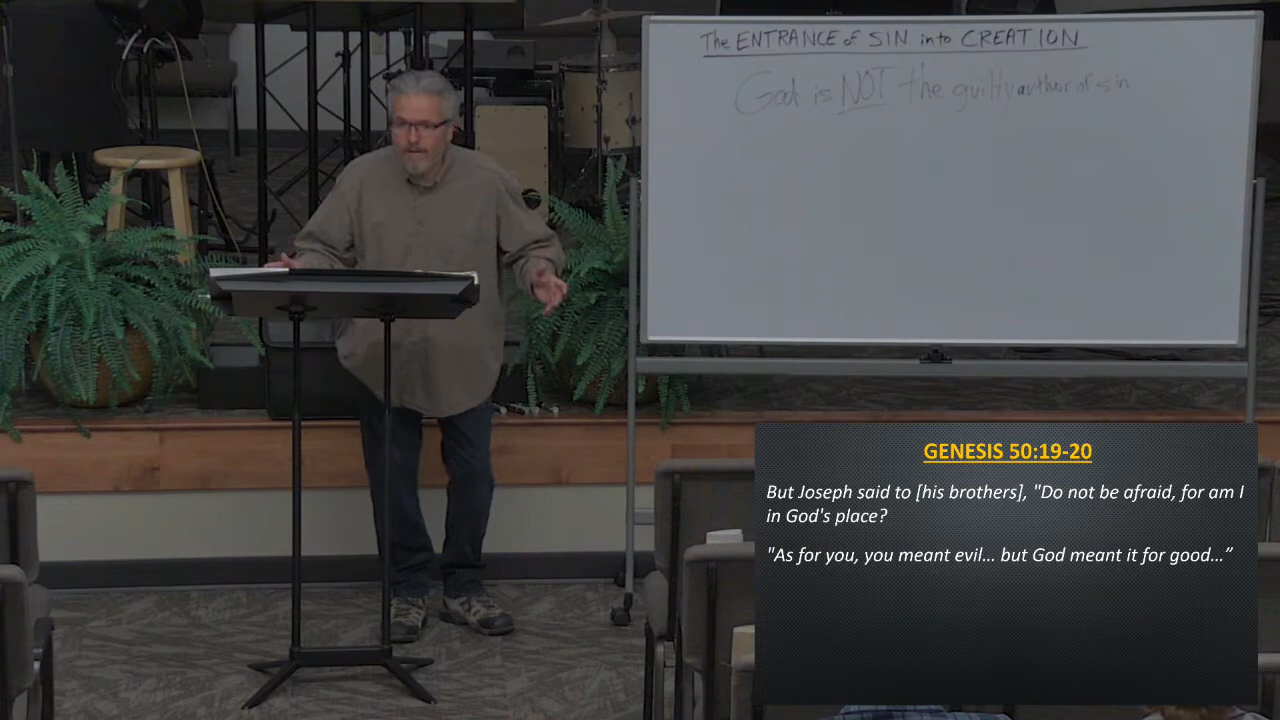 The ENTRANCE of SIN into CREATION
God is NOT the guilty author of sin
GENESIS 50:19-20
But Joseph said to [his brothers], "Do not be afraid, for am I
in God's place?
"As for you, you meant evil... but God meant it for good...”